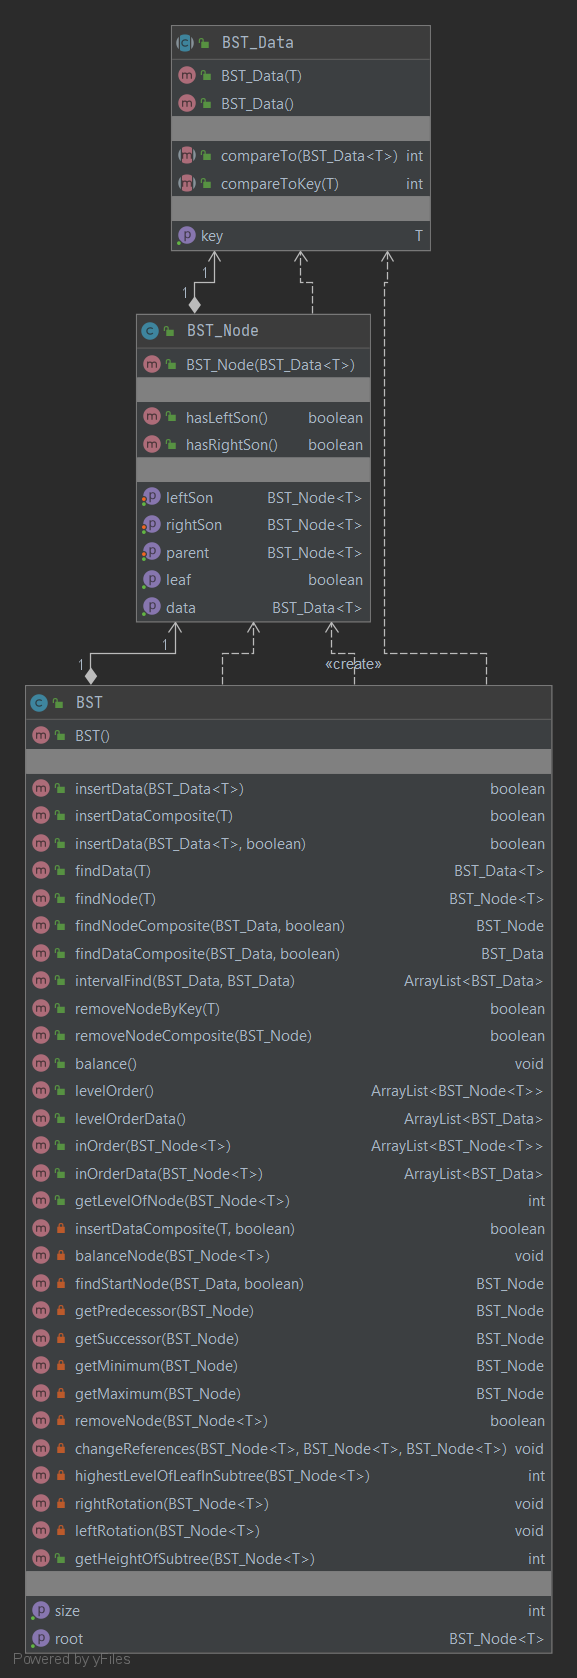 BST_Data
BST_Data(T)
BST_Data()
compareTo(BST_Data<T>) int
compareToKey(T) int
key T
1
1
BST_Node
BST_Node(BST_Data<T>)
hasLeftSon() boolean
hasRightSon() boolean
leftSon BST_Node<T>
rightSon BST_Node<T>
parent BST_Node<T>
leaf boolean
data BST_Data<T>
1
1 «create»
BST
BST()
insertData(BST_Data<T>) boolean
insertDataComposite(T) boolean
insertData(BST_Data<T>, boolean) boolean
findData(T) BST_Data<T>
findNode(T) BST_Node<T>
findNodeComposite(BST_Data, boolean) BST_Node
findDataComposite(BST_Data, boolean) BST_Data
intervalFind(BST_Data, BST_Data) ArrayList<BST_Data>
removeNodeByKey(T) boolean
removeNodeComposite(BST_Node) boolean
balance() void
levelOrder() ArrayList<BST_Node<T>>
levelOrderData() ArrayList<BST_Data>
inOrder(BST_Node<T>) ArrayList<BST_Node<T>>
inOrderData(BST_Node<T>) ArrayList<BST_Data>
getLevelOfNode(BST_Node<T>) int
insertDataComposite(T, boolean) boolean
balanceNode(BST_Node<T>) void
findStartNode(BST_Data, boolean) BST_Node
getPredecessor(BST_Node) BST_Node
getSuccessor(BST_Node) BST_Node
getMinimum(BST_Node) BST_Node
getMaximum(BST_Node) BST_Node
removeNode(BST_Node<T>) boolean
changeReferences(BST_Node<T>, BST_Node<T>, BST_Node<T>) void
highestLevelOfLeafInSubtree(BST_Node<T>) int
rightRotation(BST_Node<T>) void
leftRotation(BST_Node<T>) void
getHeightOfSubtree(BST_Node<T>) int
size int
root BST_Node<T>
Powered by yFiles